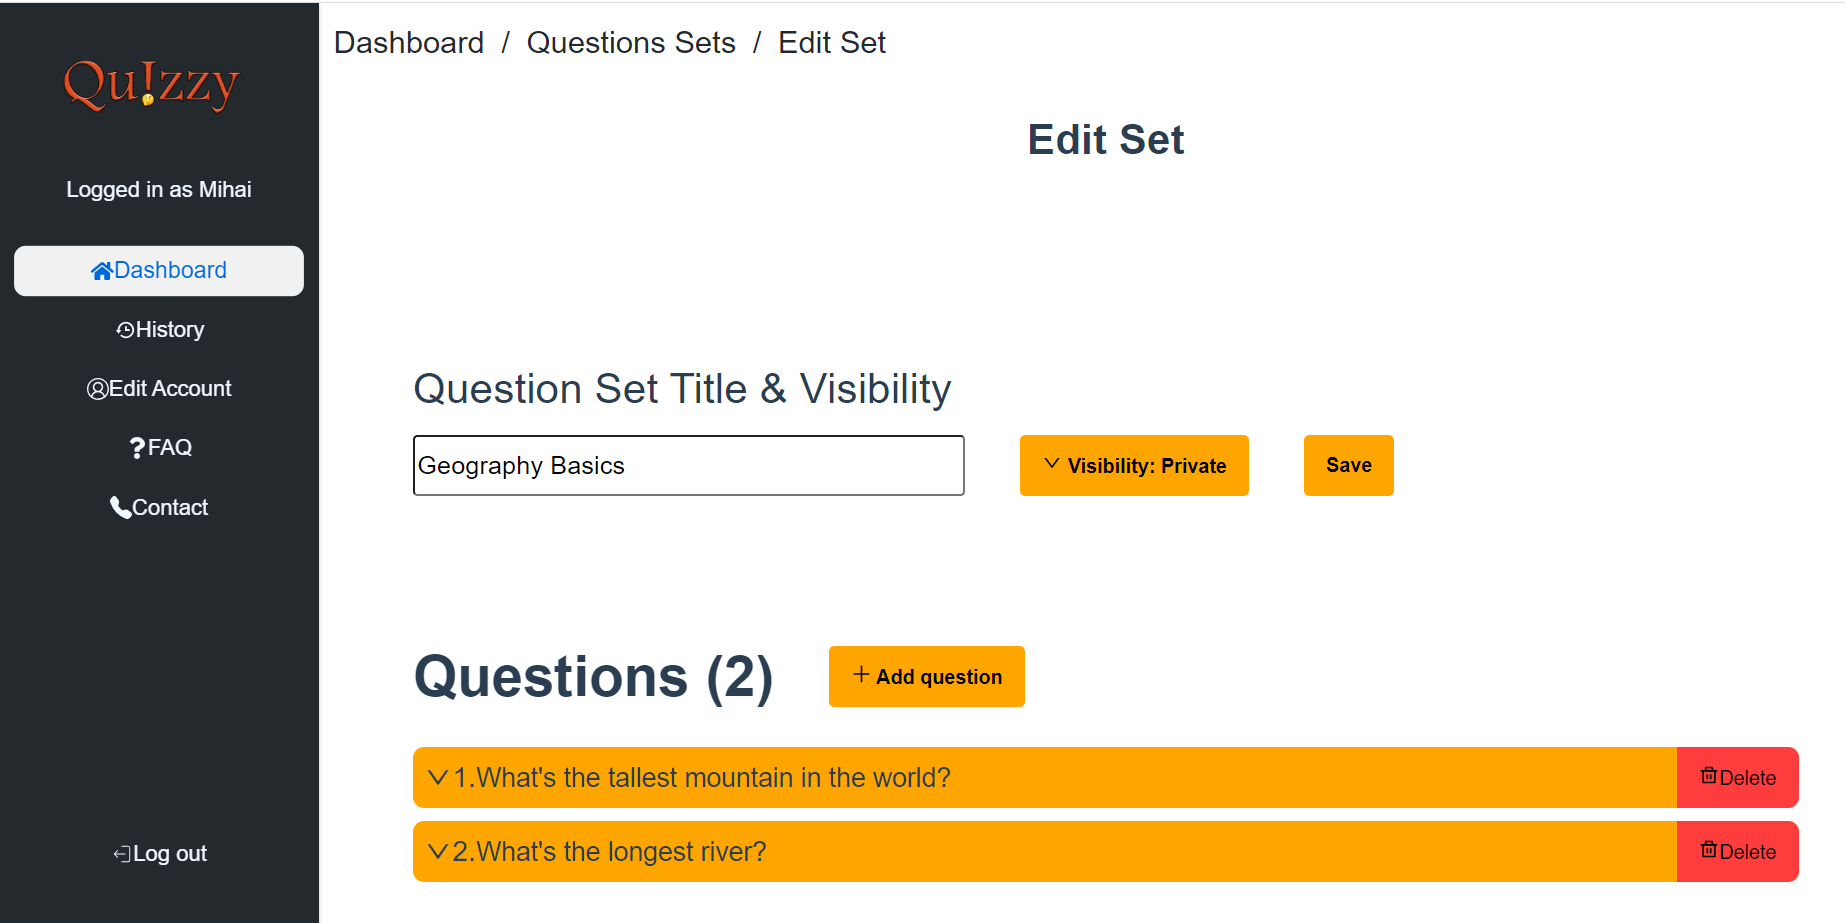 Qu!zzy
Logged in as Mihai
Dashboard
History
Edit Account
FAQ
Contact
Log out
Dashboard / Questions Sets / Edit Set
Edit Set
Question Set Title & Visibility
Geography Basics
Visibility: Private
Save
Questions (2)
+ Add question
1.What's the tallest mountain in the world?
Delete
2.What's the longest river?
Delete